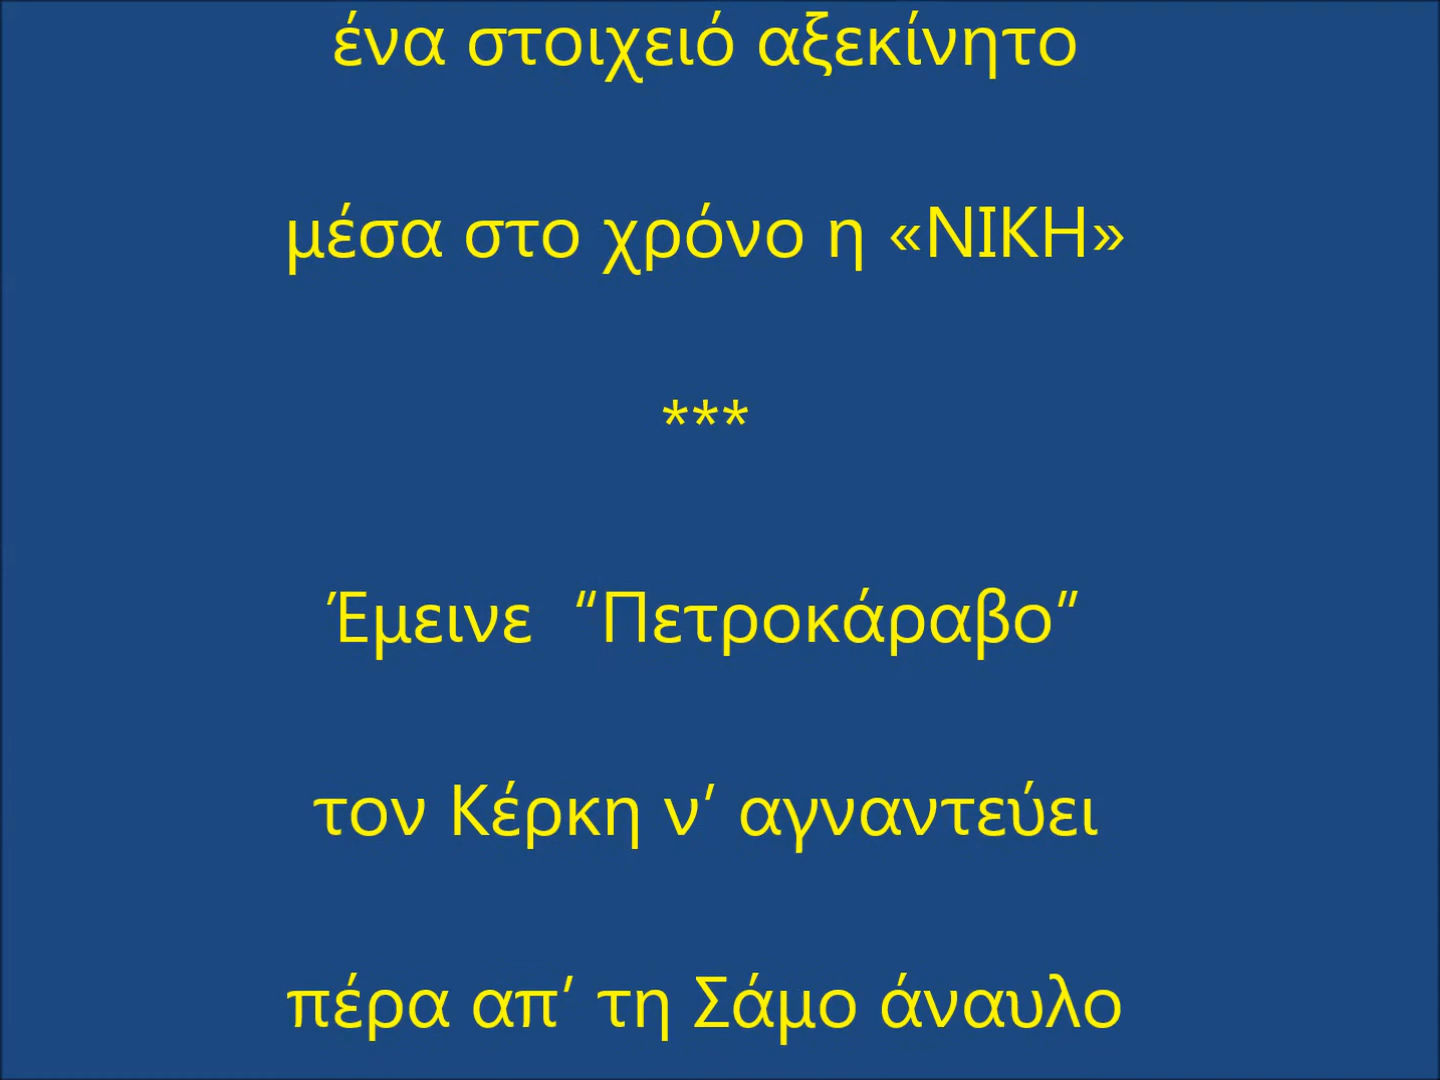 ένα στοιχειό αξεκίνητο
μέσα στο χρόνο η «ΝΙΚΗ»
***
Έμεινε  “Πετροκάραβο”
τον Κέρκη ν’ αγναντεύει
πέρα απ’ τη Σάμο άναυλο